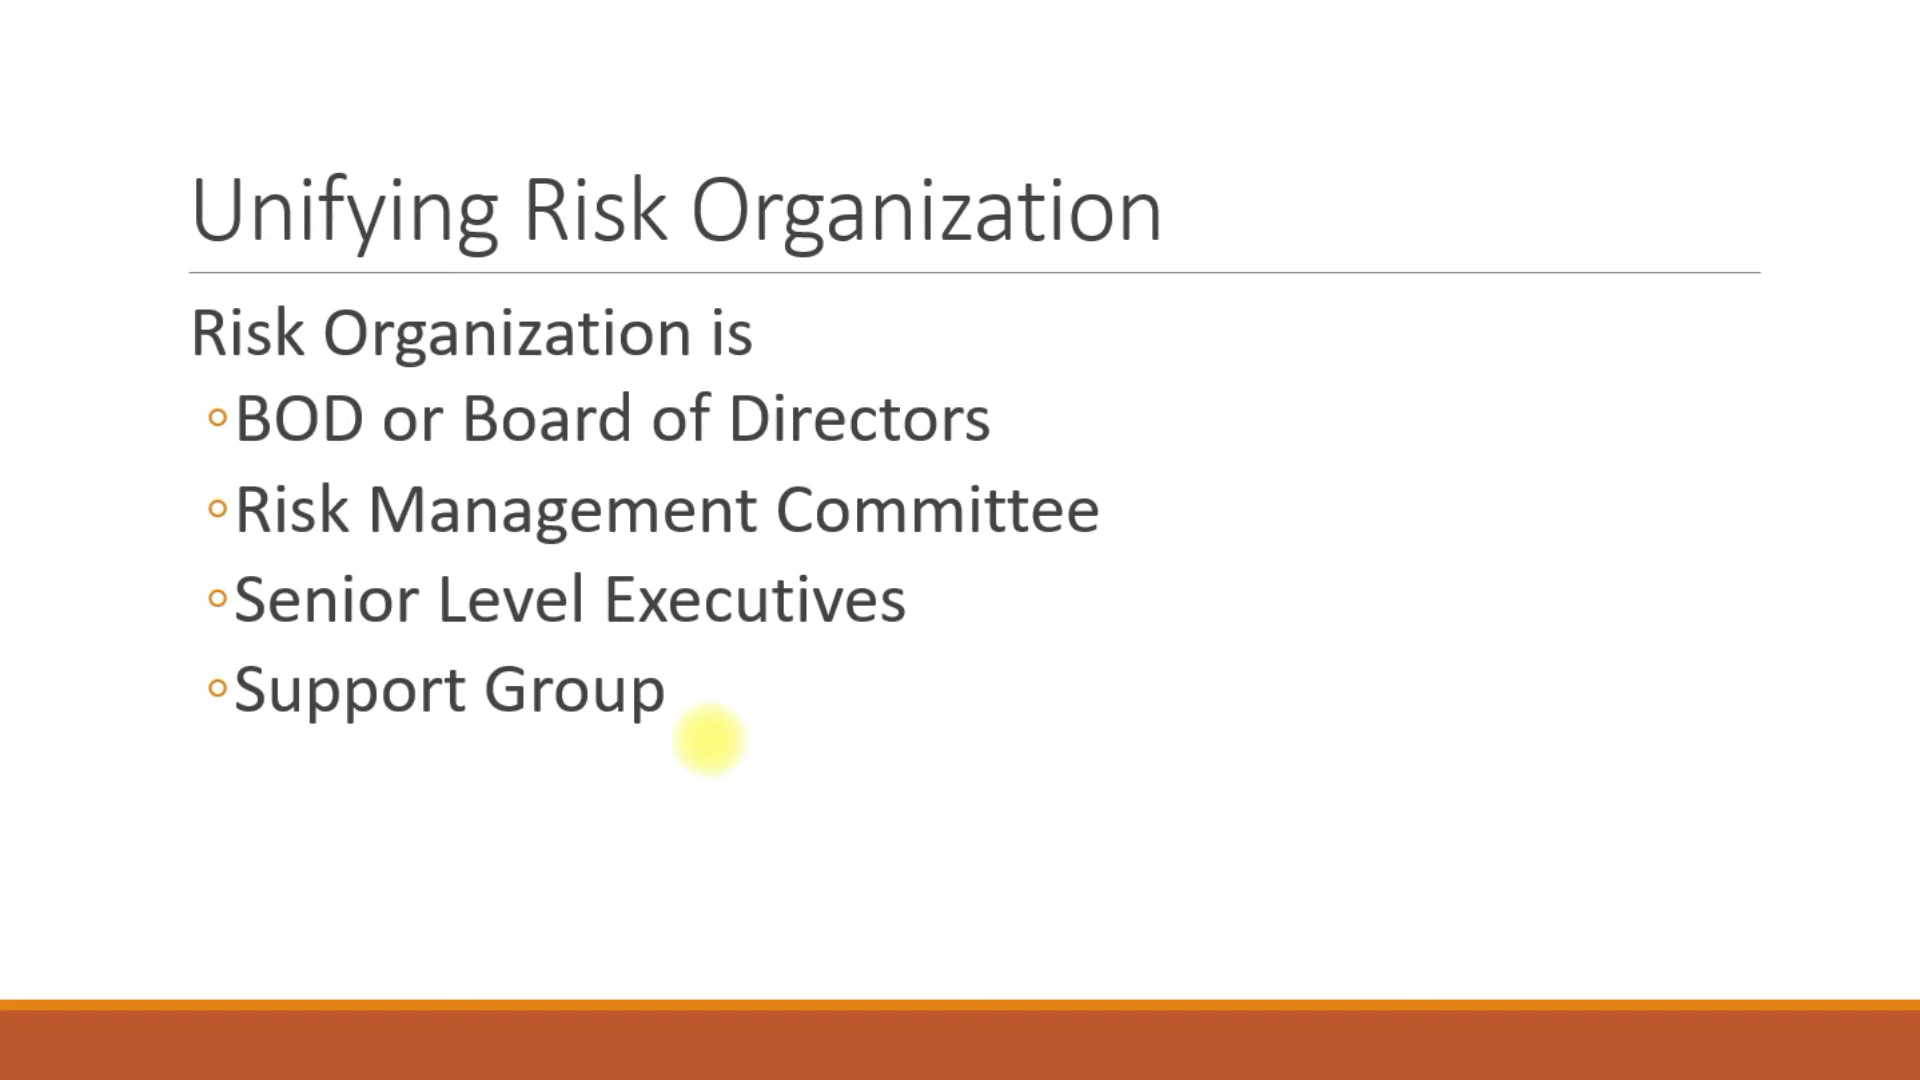 Unifying Risk Organization
Risk Organization is
◦BOD or Board of Directors
◦Risk Management Committee
◦Senior Level Executives
◦Support Group